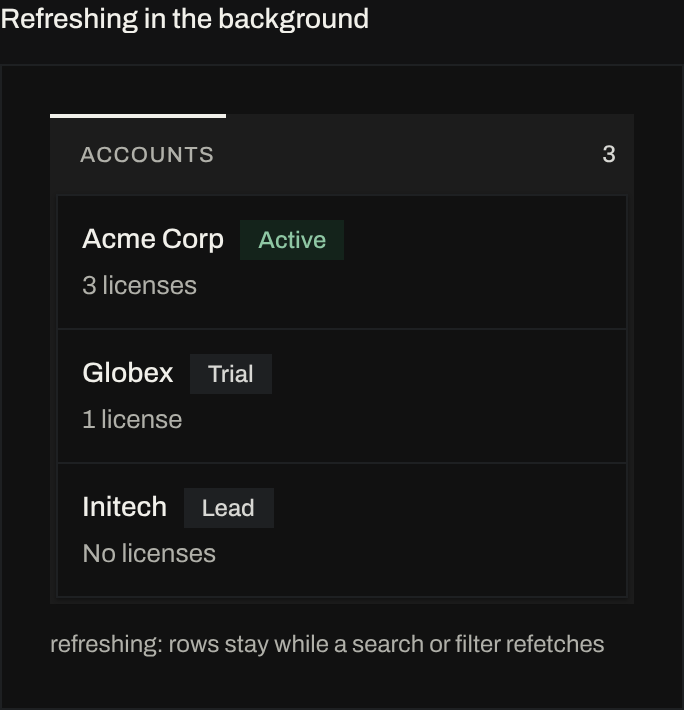 Refreshing in the background
ACCOUNTS 3
Acme Corp Active
3 licenses
Globex Trial
1 license
Initech Lead
No licenses
refreshing: rows stay while a search or filter refetches